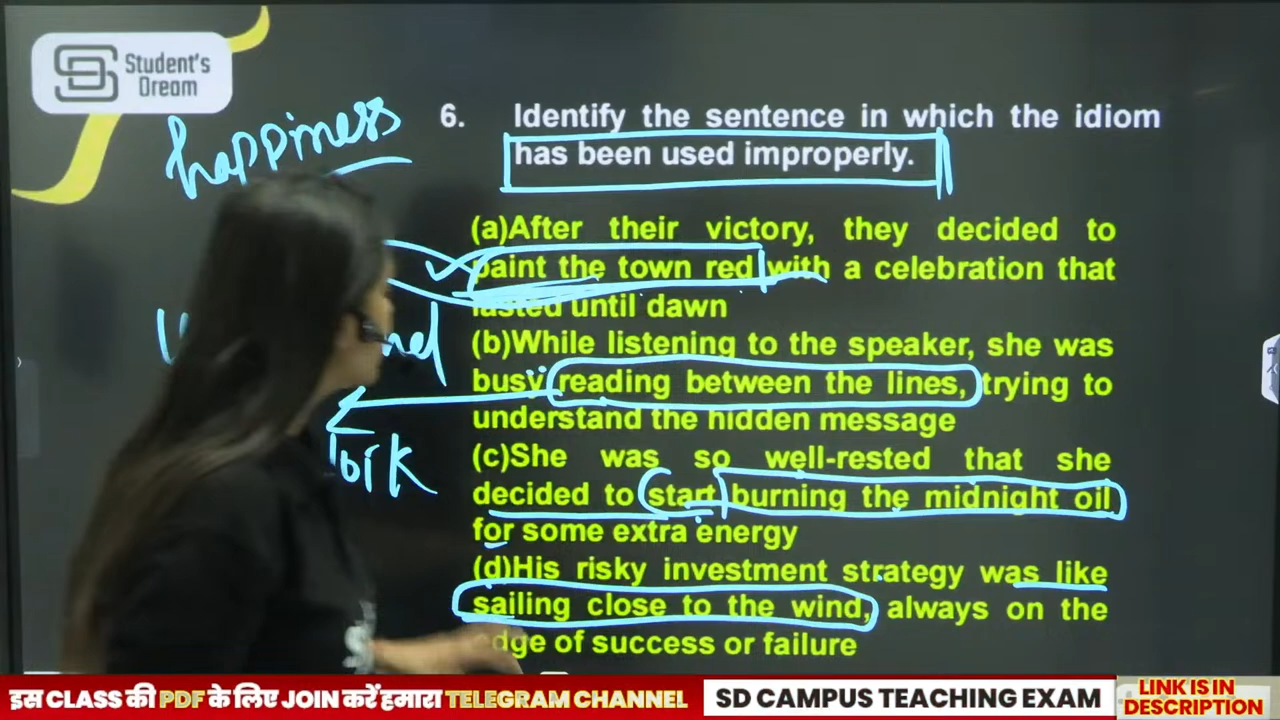 Student's
Dream
happiness
6. Identify the sentence in which the idiom
has been used improperly.
(a)After their victory, they decided to
paint the town red with a celebration that
lasted until dawn
(b)While listening to the speaker, she was
busy reading between the lines, trying to
understand the hidden message
(c)She was so well-rested that she
decided to start burning the midnight oil
for some extra energy
(d)His risky investment strategy was like
sailing close to the wind, always on the
edge of success or failure
इस CLASS की PDF के लिए JOIN करें हमारा TELEGRAM CHANNEL
SD CAMPUS TEACHING EXAM
LINK IS IN
DESCRIPTION